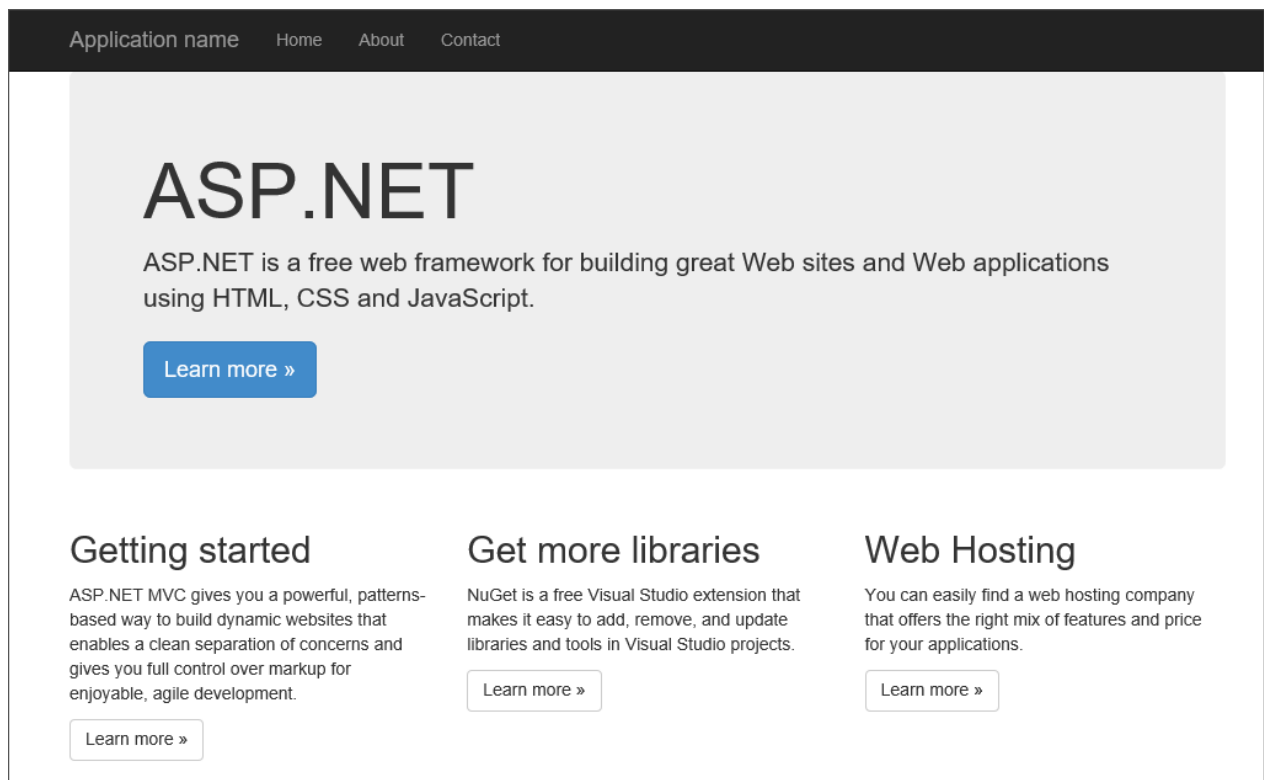 Application name Home About Contact
ASP.NET
ASP.NET is a free web framework for building great Web sites and Web applications
using HTML, CSS and JavaScript.
Learn more »
Getting started
ASP.NET MVC gives you a powerful, patterns-
based way to build dynamic websites that
enables a clean separation of concerns and
gives you full control over markup for
enjoyable, agile development.
Learn more »
Get more libraries
NuGet is a free Visual Studio extension that
makes it easy to add, remove, and update
libraries and tools in Visual Studio projects.
Learn more »
Web Hosting
You can easily find a web hosting company
that offers the right mix of features and price
for your applications.
Learn more »